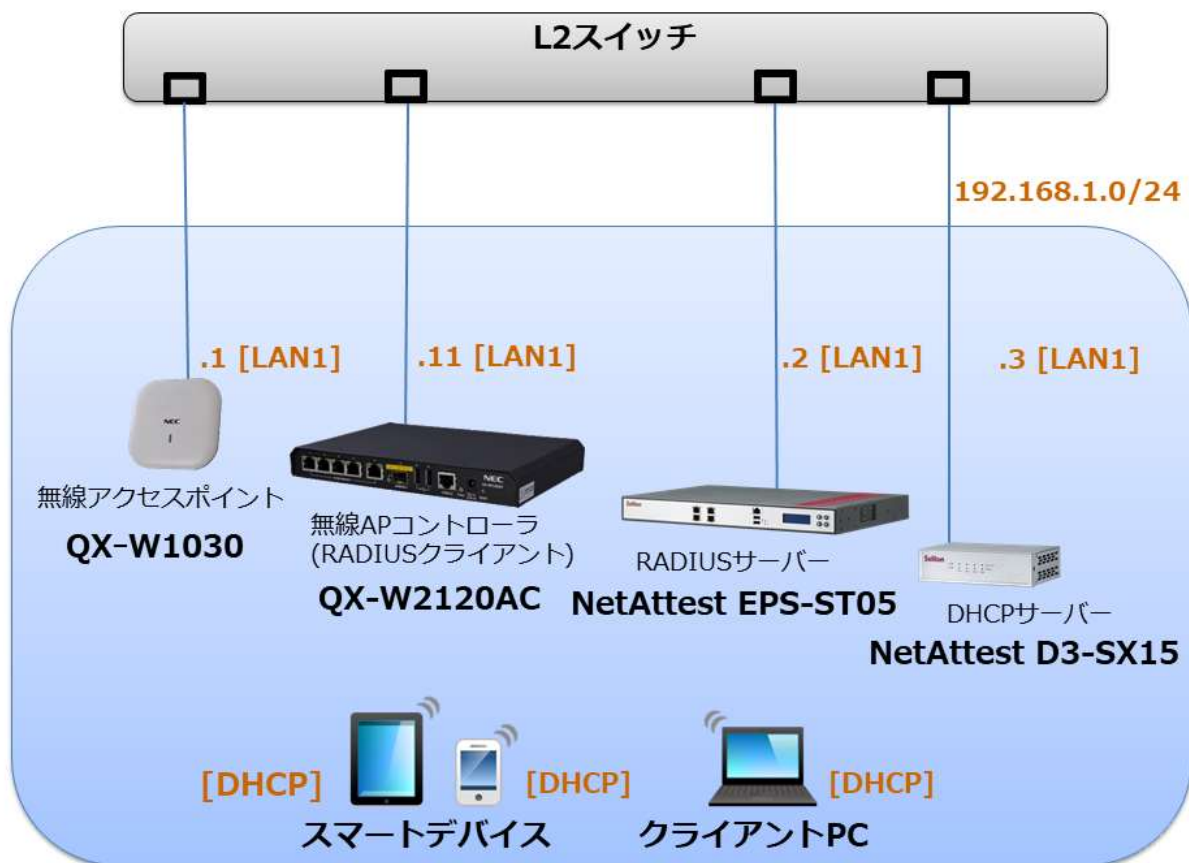 L2スイッチ
192.168.1.0/24
.1 [LAN1]
.11 [LAN1]
.2 [LAN1]
.3 [LAN1]
NEC
無線アクセスポイント
QX-W1030
NEC
無線APコントローラ
(RADIUSクライアント)
QX-W2120AC
Soliton
RADIUSサーバー
NetAttest EPS-ST05
Soliton
DHCPサーバー
NetAttest D3-SX15
[DHCP]
[DHCP]
[DHCP]
スマートデバイス
クライアントPC